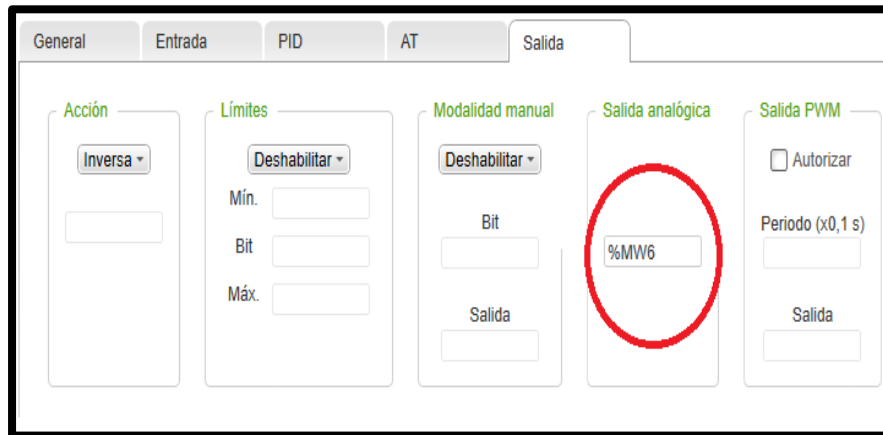 General Entrada PID AT Salida
Acción
Inversa
Límites
Deshabilitar
Mín.
Bit
Máx.
Modalidad manual
Deshabilitar
Bit
Salida
Salida analógica
%MW6
Salida PWM
Autorizar
Periodo (x0,1 s)
Salida